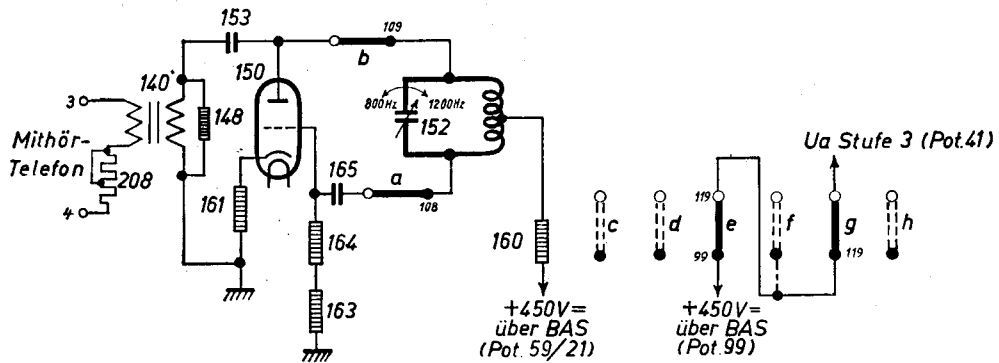 153
109
150
b
140
148
800Hz
A
1200Hz
152
3
Mithör-
Telefon
208
4
161
165
a
108
164
163
160
+450V=
über BAS
(Pot. 59/21)
Ua Stufe 3 (Pot.41)
c
d
119
e
99
f
g
119
h
+450V=
über BAS
(Pot.99)